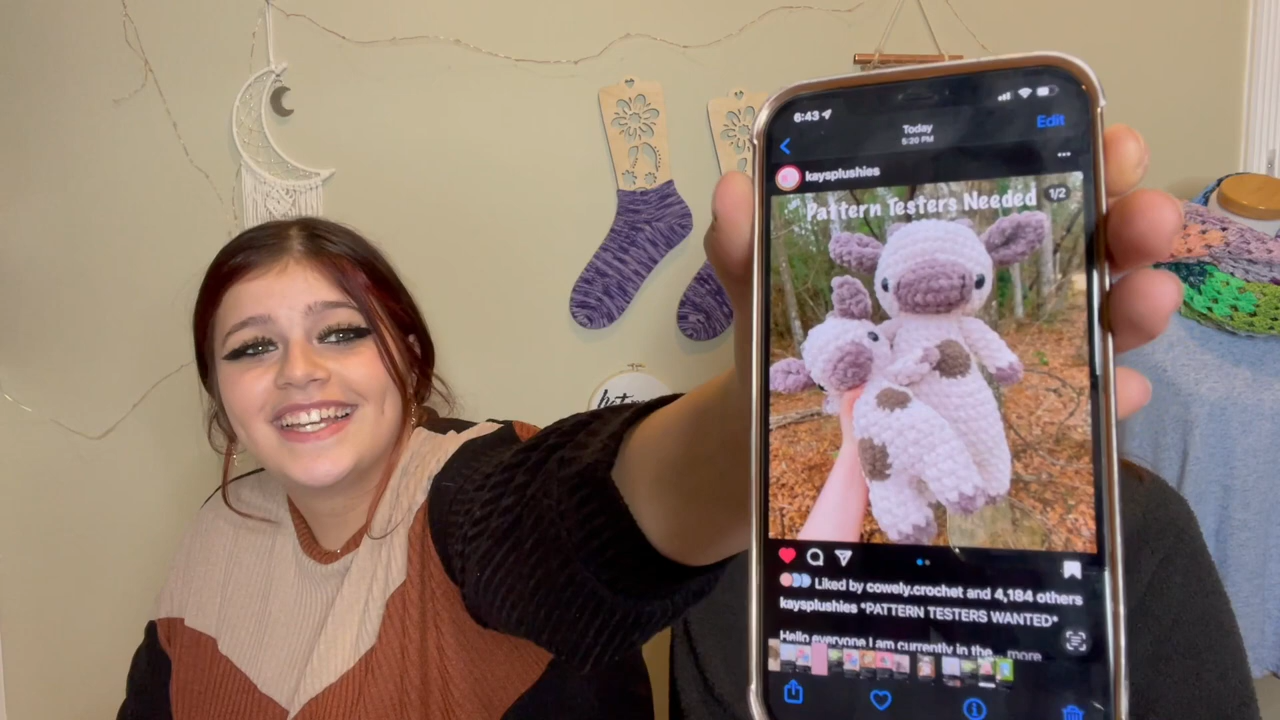 6:43
Today
5:20 PM
Edit
kaysplushies
1/2
Pattern Testers Needed
Liked by cowely.crochet and 4,184 others
kaysplushies *PATTERN TESTERS WANTED*
Hello everyone I am currently in the... more